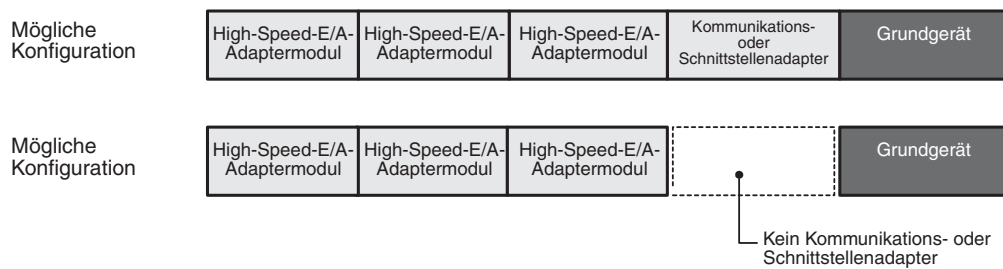 Mögliche
Konfiguration
High-Speed-E/A-
Adaptermodul
High-Speed-E/A-
Adaptermodul
High-Speed-E/A-
Adaptermodul
Kommunikations-
oder
Schnittstellenadapter
Grundgerät
Mögliche
Konfiguration
High-Speed-E/A-
Adaptermodul
High-Speed-E/A-
Adaptermodul
High-Speed-E/A-
Adaptermodul
Grundgerät
Kein Kommunikations- oder
Schnittstellenadapter